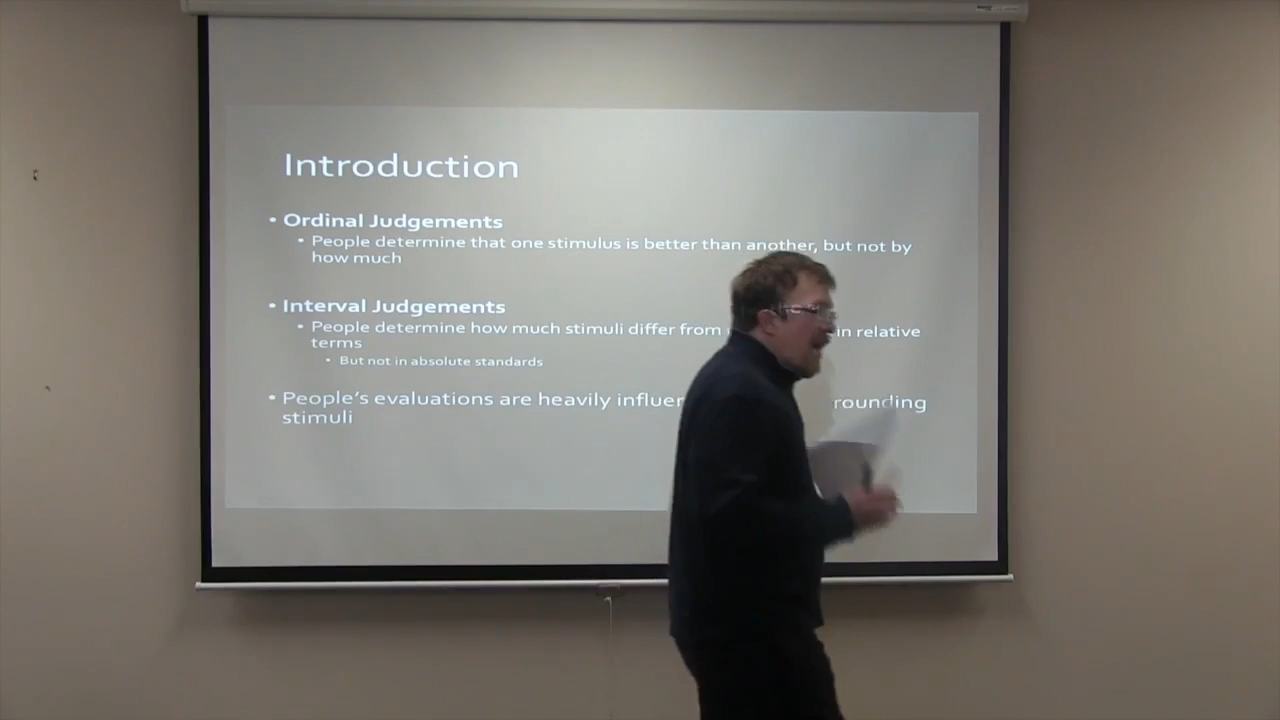 Introduction
• Ordinal Judgements
• People determine that one stimulus is better than another, but not by
how much
• Interval Judgements
• People determine how much stimuli differ from in relative
terms
• But not in absolute standards
• People's evaluations are heavily rounding
stimuli